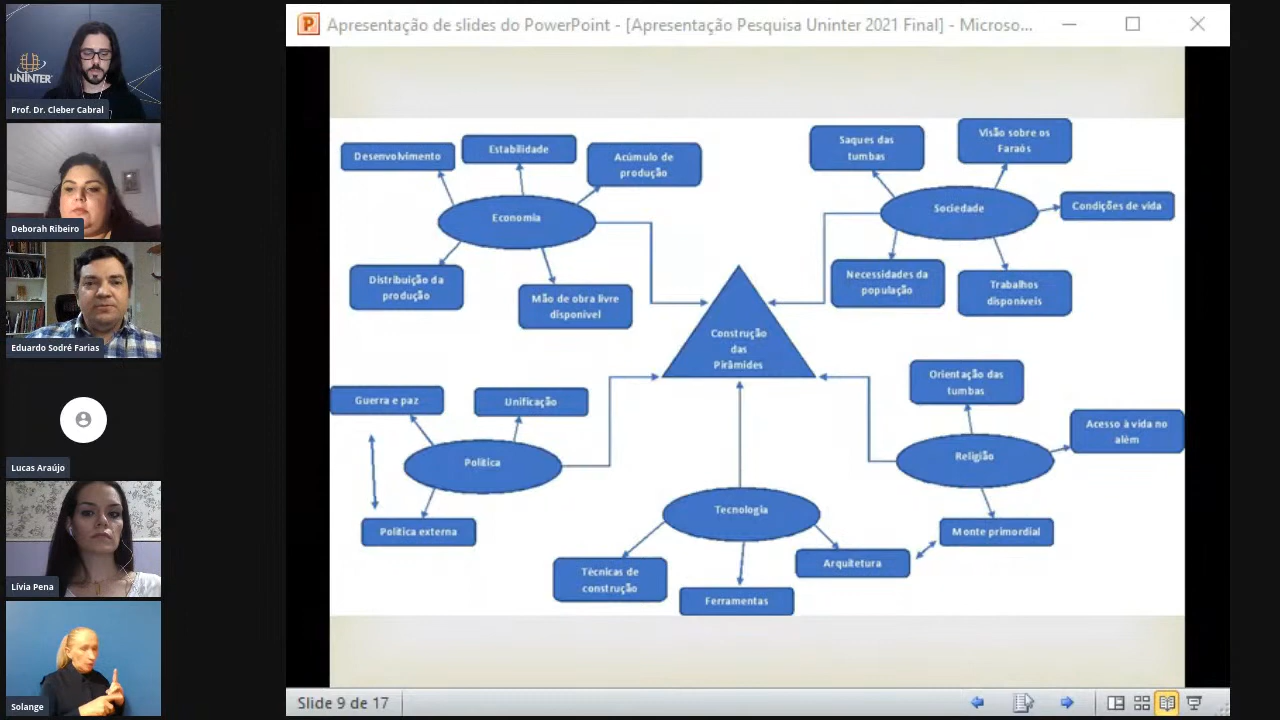 Apresentação de slides do PowerPoint - [Apresentação Pesquisa Uninter 2021 Final] - Microso...
UNINTER
Prof. Dr. Cleber Cabral
Deborah Ribeiro
Eduardo Sodré Farias
Lucas Araújo
Lívia Pena
Solange
Desenvolvimento
Estabilidade
Acúmulo de
produção
Economia
Distribuição da
produção
Mão de obra livre
disponível
Saques das
tumbas
Visão sobre os
Faraós
Sociedade
Condições de vida
Necessidades da
população
Trabalhos
disponíveis
Construção
das
Pirâmides
Guerra e paz
Unificação
Política
Política externa
Tecnologia
Técnicas de
construção
Ferramentas
Arquitetura
Orientação das
tumbas
Acesso à vida no
além
Religião
Monte primordial
Slide 9 de 17